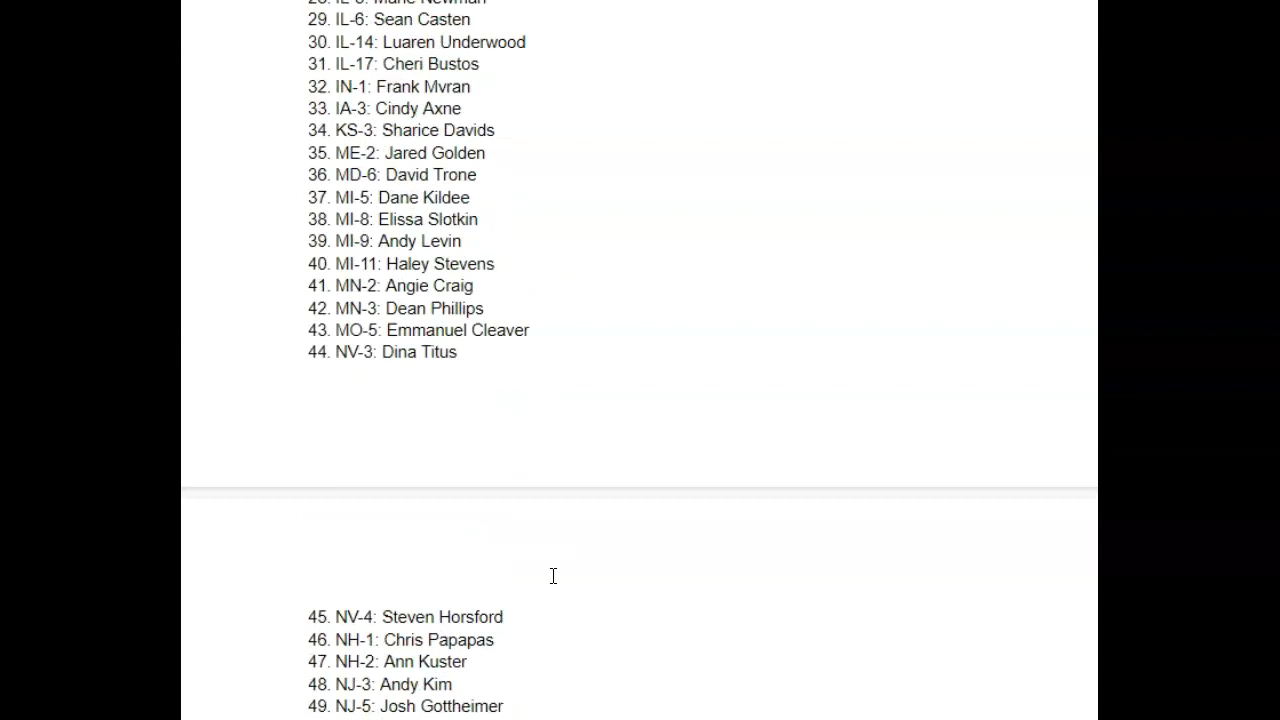 28. IL-3: Marie Newman
29. IL-6: Sean Casten
30. IL-14: Luaren Underwood
31. IL-17: Cheri Bustos
32. IN-1: Frank Mvran
33. IA-3: Cindy Axne
34. KS-3: Sharice Davids
35. ME-2: Jared Golden
36. MD-6: David Trone
37. MI-5: Dane Kildee
38. MI-8: Elissa Slotkin
39. MI-9: Andy Levin
40. MI-11: Haley Stevens
41. MN-2: Angie Craig
42. MN-3: Dean Phillips
43. MO-5: Emmanuel Cleaver
44. NV-3: Dina Titus
45. NV-4: Steven Horsford
46. NH-1: Chris Papapas
47. NH-2: Ann Kuster
48. NJ-3: Andy Kim
49. NJ-5: Josh Gottheimer